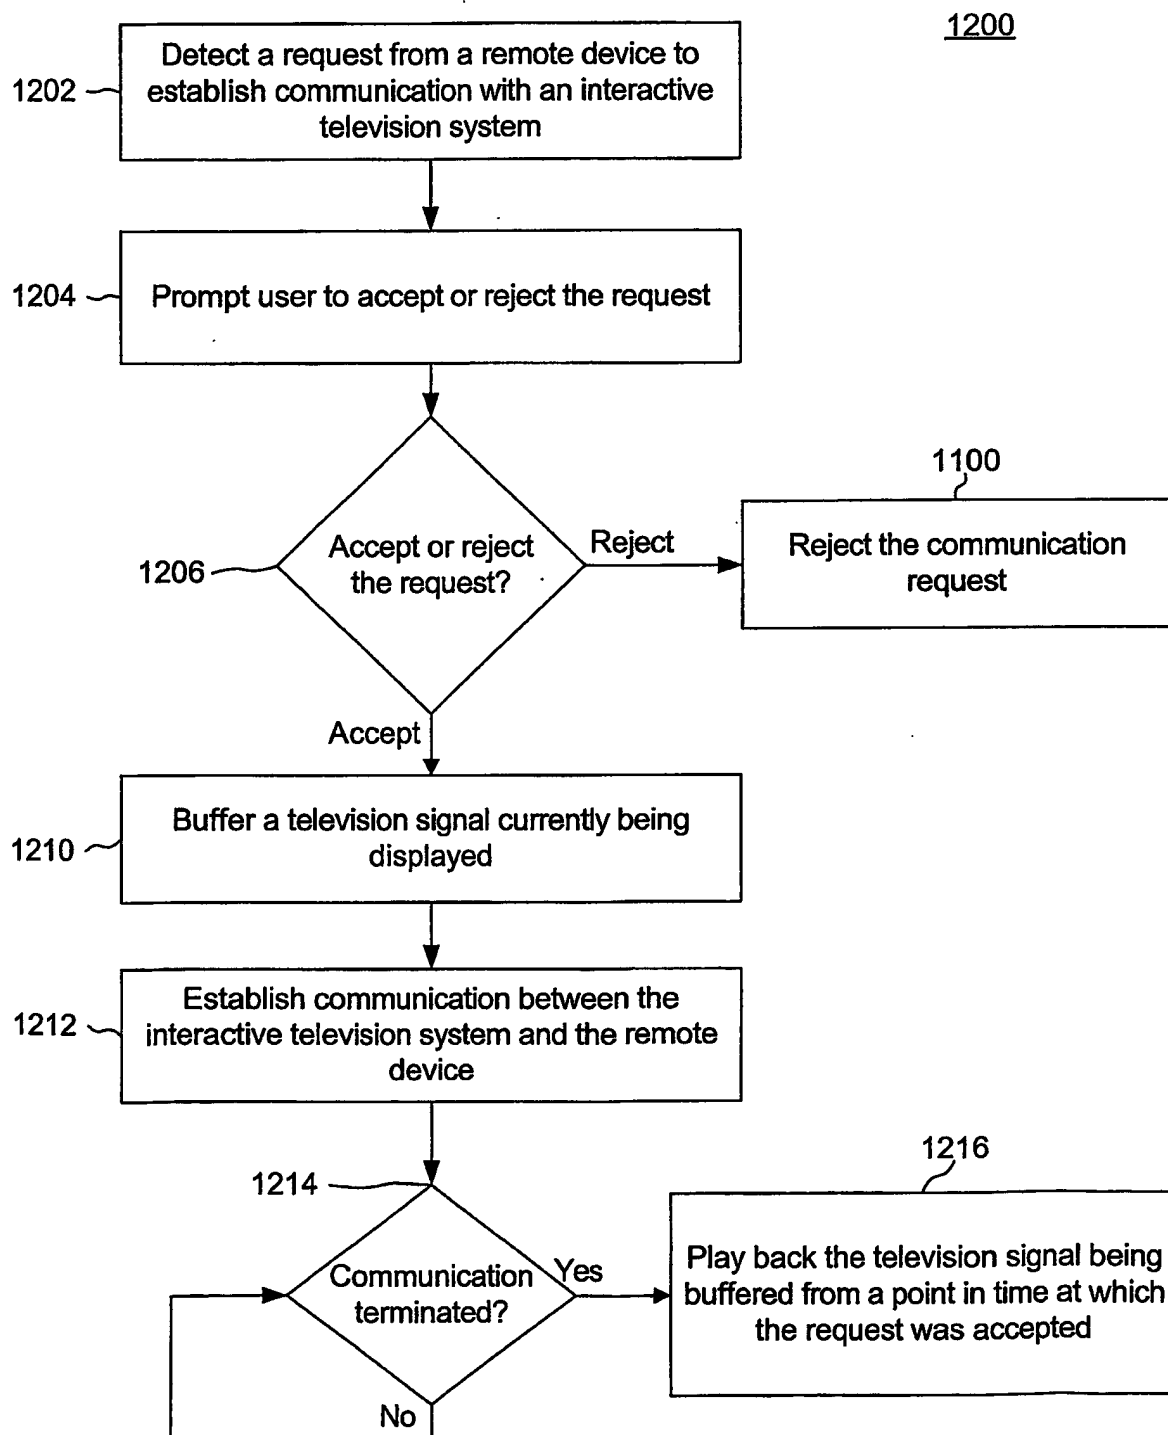 1200
Detect a request from a remote device to
establish communication with an interactive
television system
1202
Prompt user to accept or reject the request
1204
Accept or reject
the request?
1206
Reject
1100
Reject the communication
request
Accept
Buffer a television signal currently being
displayed
1210
Establish communication between the
interactive television system and the remote
device
1212
1214
Communication
terminated?
Yes
1216
Play back the television signal being
buffered from a point in time at which
the request was accepted
No